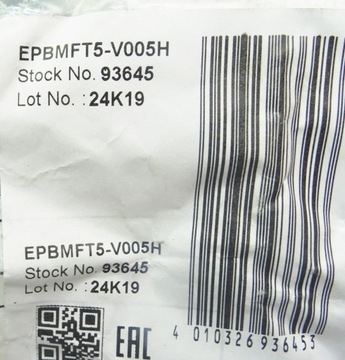 EPBMFT5-V005H
Stock No. 93645
Lot No. : 24K19
EPBMFT5-V005H
Stock No. 93645
Lot No. : 24K19
EAC
4 010326 936453